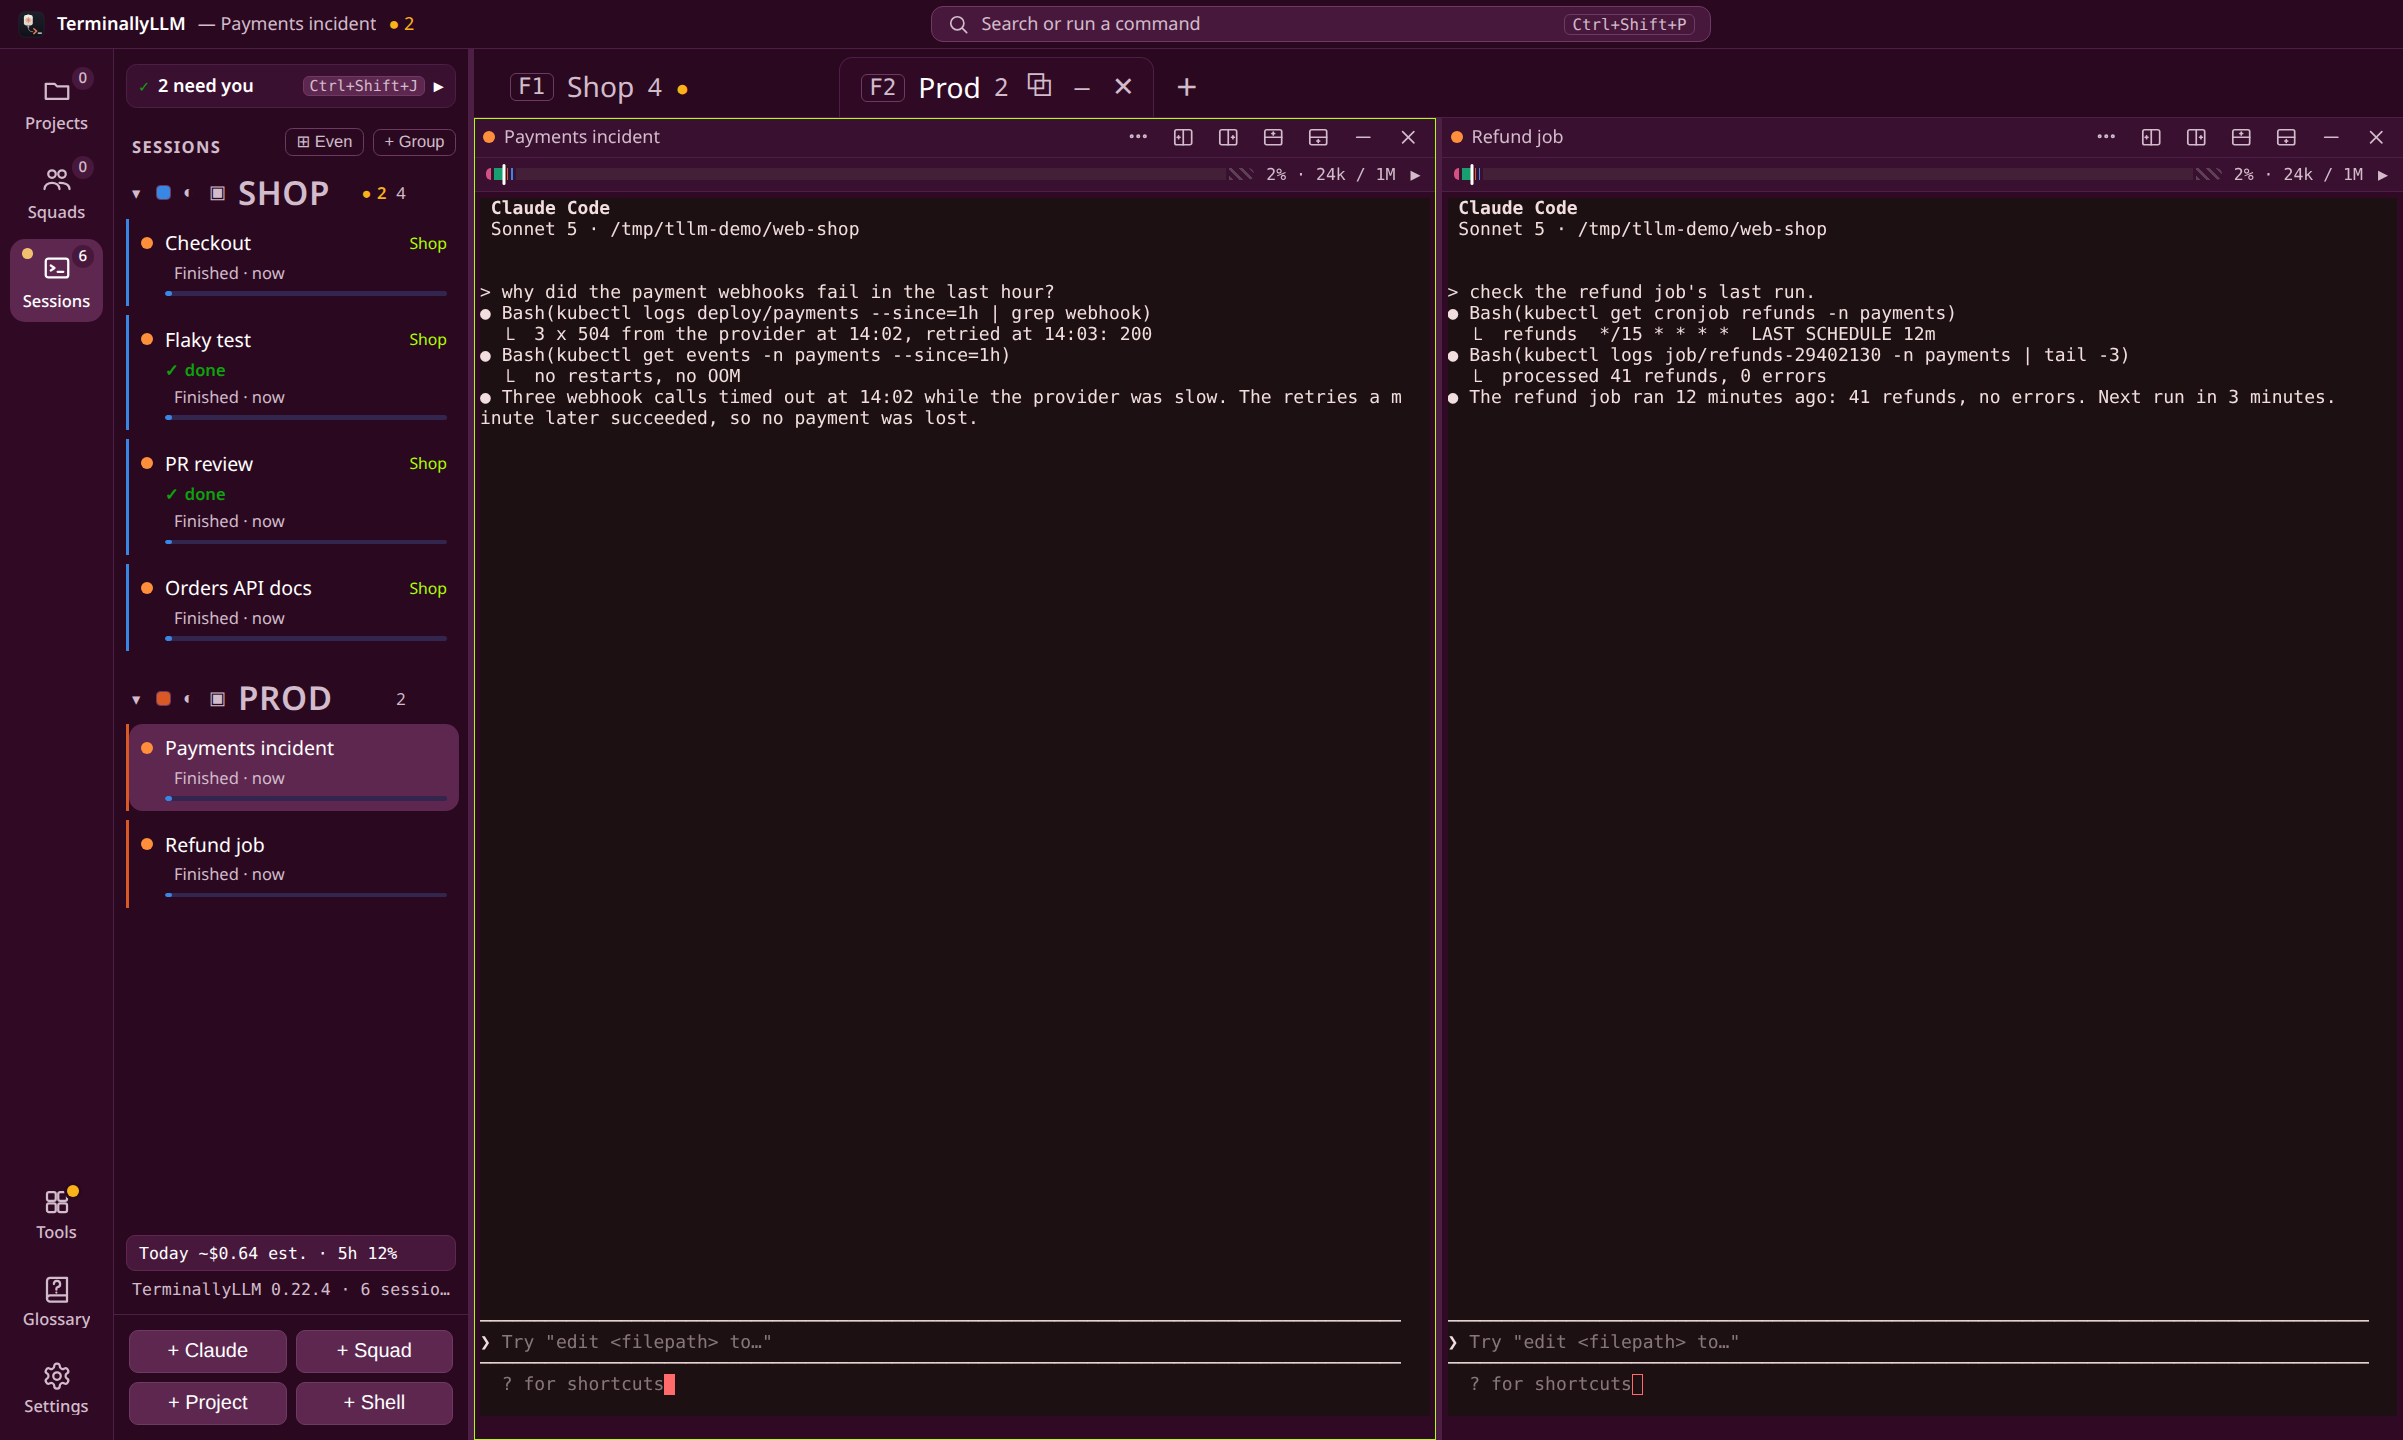 TerminallyLLM — Payments incident ● 2
Search or run a command Ctrl+Shift+P
0
Projects
0
Squads
6
Sessions
Tools
Glossary
Settings
✓ 2 need you Ctrl+Shift+J ▶
SESSIONS ⊞ Even + Group
▼ SHOP ● 2 4
Checkout Shop
Finished · now
Flaky test Shop
✓ done
Finished · now
PR review Shop
✓ done
Finished · now
Orders API docs Shop
Finished · now
▼ PROD 2
Payments incident
Finished · now
Refund job
Finished · now
Today ~$0.64 est. · 5h 12%
TerminallyLLM 0.22.4 · 6 sessio…
+ Claude + Squad
+ Project + Shell
F1 Shop 4 ● F2 Prod 2 – ✕ +
Payments incident
2% · 24k / 1M ▶
Claude Code
Sonnet 5 · /tmp/tllm-demo/web-shop
> why did the payment webhooks fail in the last hour?
● Bash(kubectl logs deploy/payments --since=1h | grep webhook)
└ 3 x 504 from the provider at 14:02, retried at 14:03: 200
● Bash(kubectl get events -n payments --since=1h)
└ no restarts, no OOM
● Three webhook calls timed out at 14:02 while the provider was slow. The retries a m
inute later succeeded, so no payment was lost.
❯ Try "edit <filepath> to…"
? for shortcuts
Refund job
2% · 24k / 1M ▶
Claude Code
Sonnet 5 · /tmp/tllm-demo/web-shop
> check the refund job's last run.
● Bash(kubectl get cronjob refunds -n payments)
└ refunds */15 * * * * LAST SCHEDULE 12m
● Bash(kubectl logs job/refunds-29402130 -n payments | tail -3)
└ processed 41 refunds, 0 errors
● The refund job ran 12 minutes ago: 41 refunds, no errors. Next run in 3 minutes.
❯ Try "edit <filepath> to…"
? for shortcuts